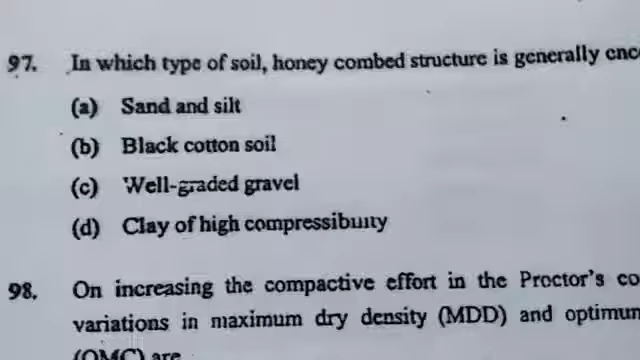 97. In which type of soil, honey combed structure is generally enc
(a) Sand and silt
(b) Black cotton soil
(c) Well-graded gravel
(d) Clay of high compressibility
98. On increasing the compactive effort in the Proctor's co
variations in maximum dry density (MDD) and optimum
(OMC) are